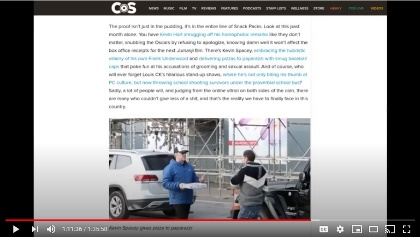 CoS
NEWS MUSIC FILM TV REVIEWS FEATURES PODCASTS STAFF LISTS WELLNESS STORE VIDEOS
The proof isn't just in the pudding, it's in the entire line of Snack Packs. Look at this past
month alone. You have Kevin Hart shrugging off his homophobic remarks like they don't
matter, snubbing the Oscars by refusing to apologize, knowing damn well it won't affect the
box office receipts for the next Jumanji film. There's Kevin Spacey, embracing the hubristic
villainy of his own Frank Underwood and delivering pizzas to paparazzi with smug baseball
caps that poke fun at his accusations of grooming and sexual assault. And of course, who
will ever forget Louis CK's hilarious stand-up shows, where he's not only biting his thumb at
PC culture, but now throwing school shooting survivors under the proverbial school bus?
Sadly, a lot of people will, and judging from the online vitriol on both sides of the coin, there
are many who couldn't give less of a shit, and that's the reality we have to finally face in this
country.
Kevin Spacey gives pizza to paparazzi
1:11:36 / 1:35:50